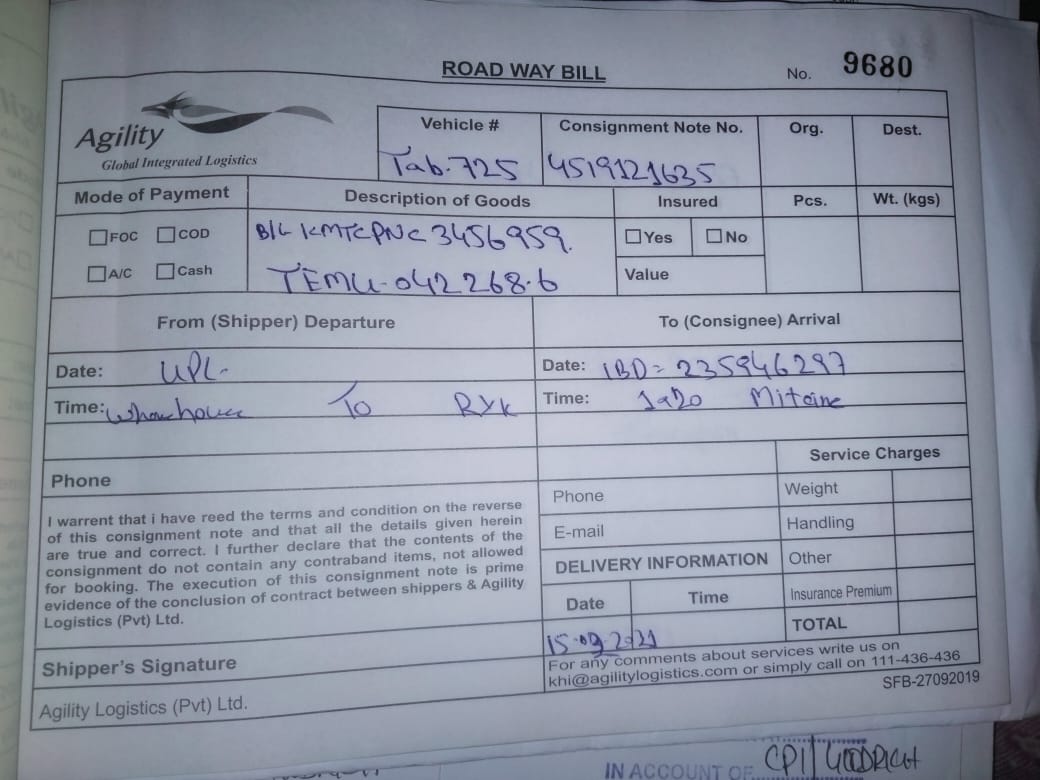 ROAD WAY BILL
No. 9680
Agility
Global Integrated Logistics
Vehicle # Consignment Note No. Org. Dest.
Tab-725 4519121635
Mode of Payment Description of Goods Insured Pcs. Wt. (kgs)
FOC COD B/L KMTCPNC3456959. Yes No
A/C Cash TEMU-042268-6 Value
From (Shipper) Departure To (Consignee) Arrival
Date: UPL- Date: IBD= 235946297
Time: To RYK Time:
Service Charges
Phone
Phone Weight
E-mail Handling
DELIVERY INFORMATION Other
Date Time Insurance Premium
15-09-2021 TOTAL
I warrent that i have reed the terms and condition on the reverse
of this consignment note and that all the details given herein
are true and correct. I further declare that the contents of the
consignment do not contain any contraband items, not allowed
for booking. The execution of this consignment note is prime
evidence of the conclusion of contract between shippers & Agility
Logistics (Pvt) Ltd.
Shipper's Signature
For any comments about services write us on
khi@agilitylogistics.com or simply call on 111-436-436
Agility Logistics (Pvt) Ltd.
SFB-27092019
IN ACCOUNT OF CPI/GOODRICH